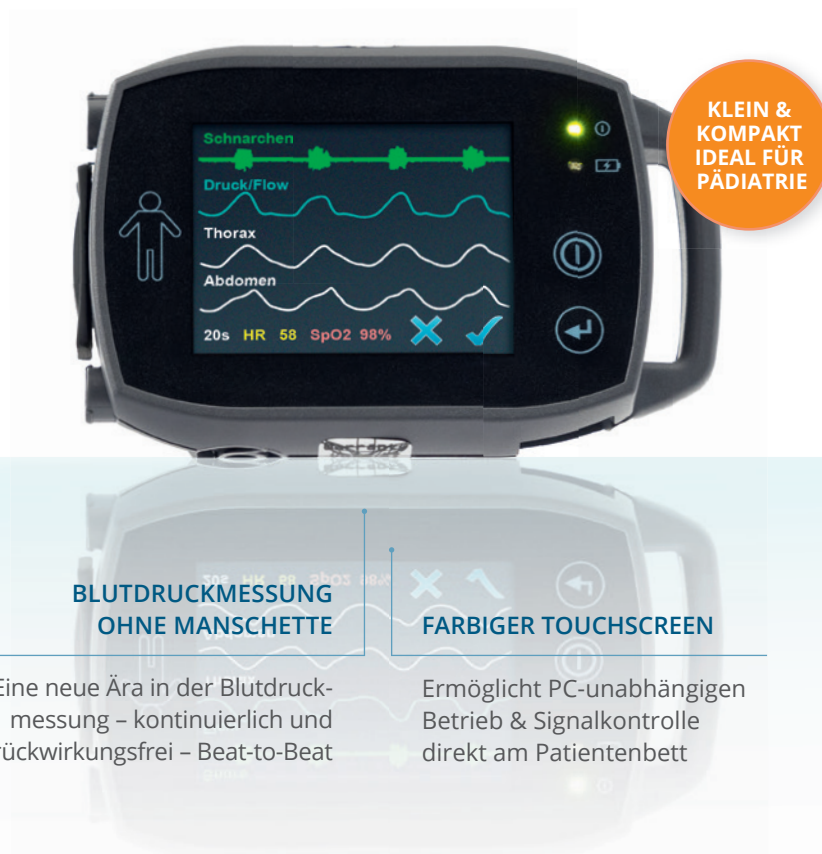 KLEIN &
KOMPAKT
IDEAL FÜR
PÄDIATRIE
Schnarchen
Druck/Flow
Thorax
Abdomen
20s HR 58 SpO2 98%
BLUTDRUCKMESSUNG
OHNE MANSCHETTE
Eine neue Ära in der Blutdruck-
messung – kontinuierlich und
rückwirkungsfrei – Beat-to-Beat
FARBIGER TOUCHSCREEN
Ermöglicht PC-unabhängigen
Betrieb & Signalkontrolle
direkt am Patientenbett